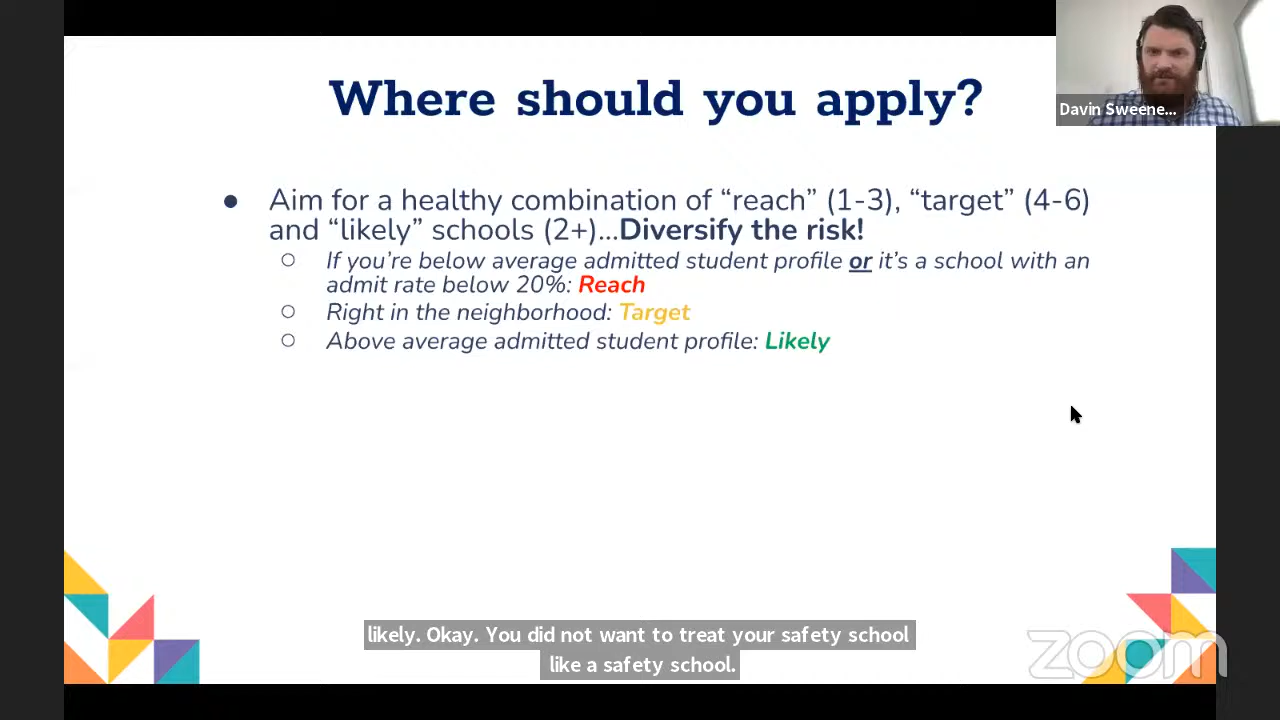 Where should you apply?
Davin Sweene...
● Aim for a healthy combination of “reach” (1-3), “target” (4-6)
and “likely” schools (2+)...Diversify the risk!
○ If you’re below average admitted student profile or it’s a school with an
admit rate below 20%: Reach
○ Right in the neighborhood: Target
○ Above average admitted student profile: Likely
likely. Okay. You did not want to treat your safety school
like a safety school.
zoom